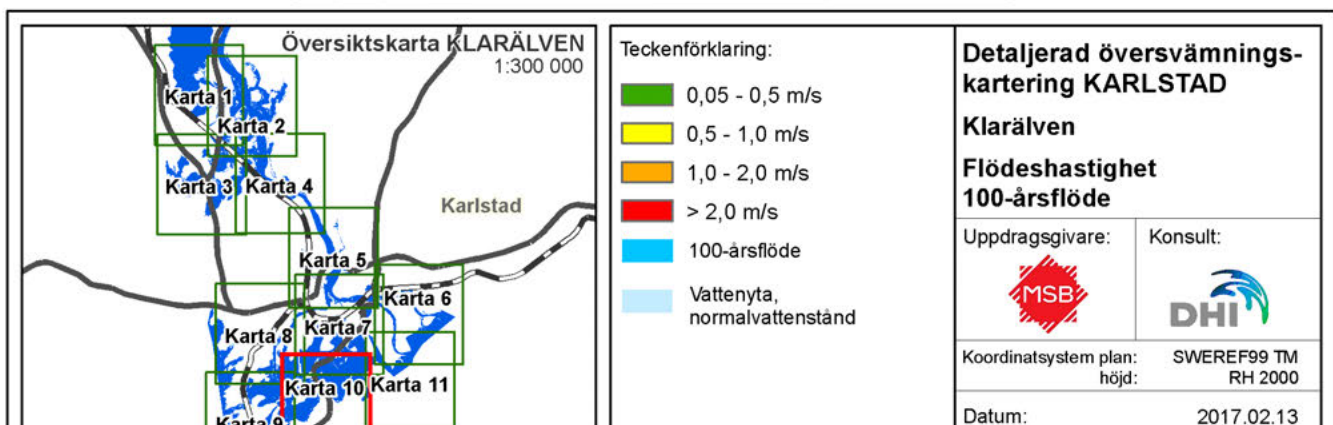 Översiktskarta KLARÄLVEN
1:300 000
Karta 1
Karta 2
Karta 3
Karta 4
Karlstad
Karta 5
Karta 6
Karta 7
Karta 8
Karta 10
Karta 11
Karta 9
Teckenförklaring:
0,05 - 0,5 m/s
0,5 - 1,0 m/s
1,0 - 2,0 m/s
> 2,0 m/s
100-årsflöde
Vattenyta,
normalvattenstånd
Detaljerad översvämnings-
kartering KARLSTAD
Klarälven
Flödeshastighet
100-årsflöde
Uppdragsgivare:
MSB
Konsult:
DHI
Koordinatsystem plan: SWEREF99 TM
höjd: RH 2000
Datum: 2017.02.13